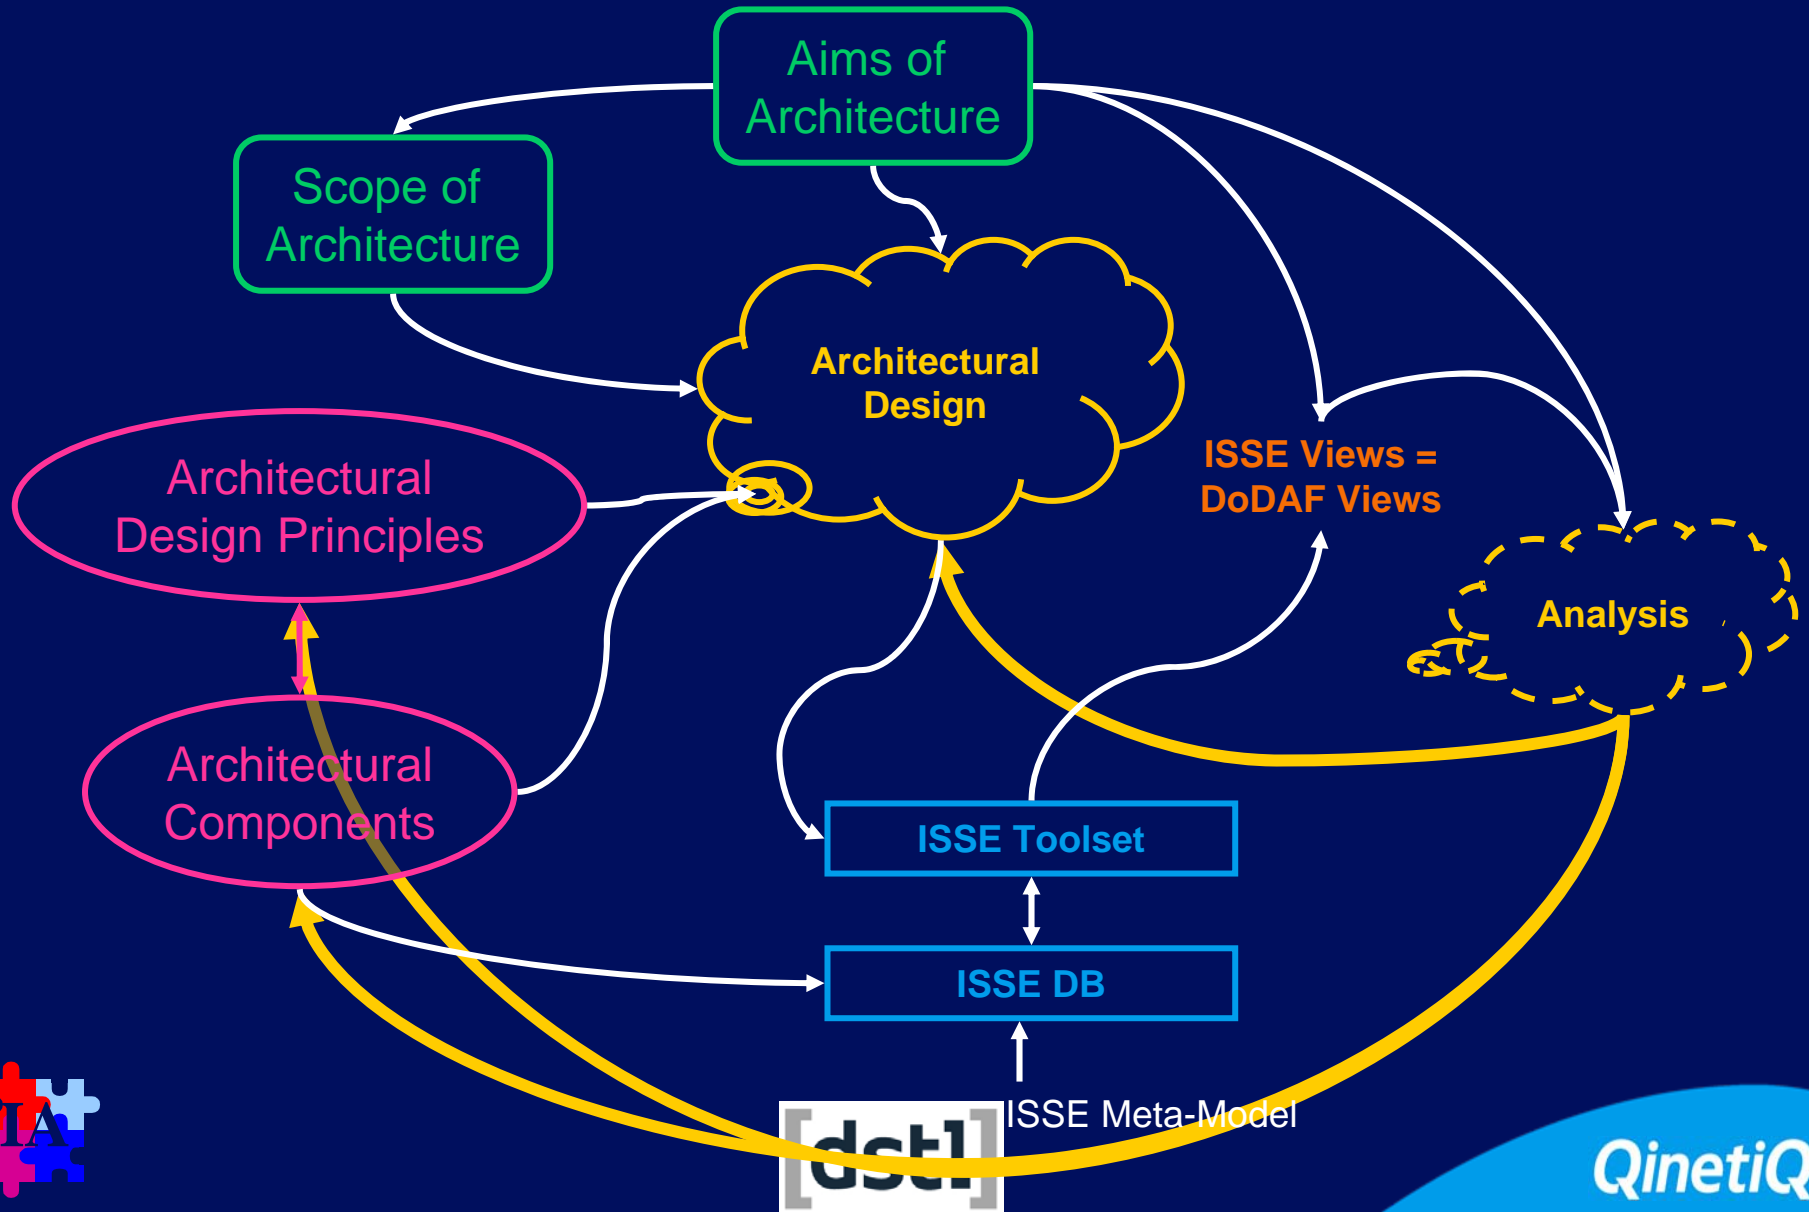 Aims of
Architecture
Scope of
Architecture
Architectural
Design
Architectural
Design Principles
ISSE Views =
DoDAF Views
Analysis
Architectural
Components
ISSE Toolset
ISSE DB
ISSE Meta-Model
[dstl]
IA
QinetiQ